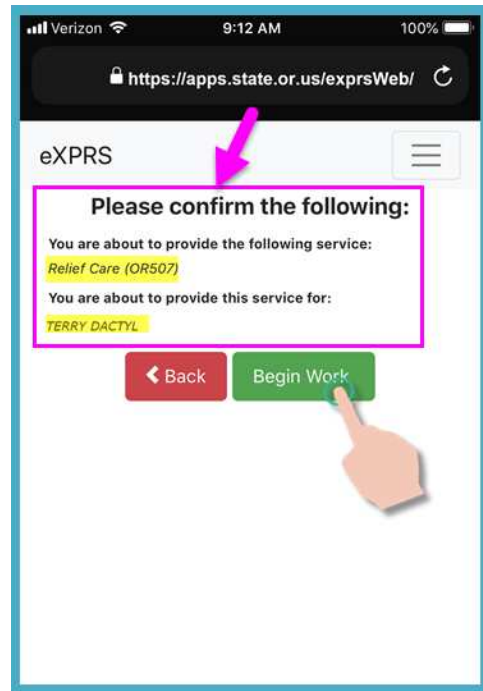 Verizon 9:12 AM 100%
https://apps.state.or.us/exprsWeb/
eXPRS
Please confirm the following:
You are about to provide the following service:
Relief Care (OR507)
You are about to provide this service for:
TERRY DACTYL
Back Begin Work